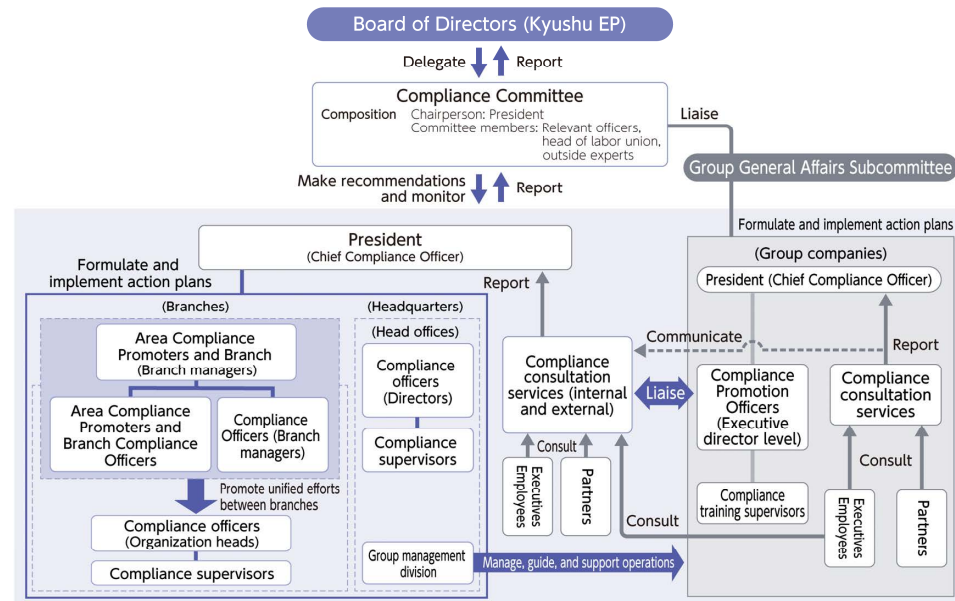 Board of Directors (Kyushu EP)
Delegate
Report
Compliance Committee
Composition Chairperson: President
Committee members: Relevant officers,
head of labor union,
outside experts
Liaise
Group General Affairs Subcommittee
Make recommendations
and monitor
Report
Formulate and implement action plans
President
(Chief Compliance Officer)
Formulate and
implement action plans
(Branches)
Area Compliance
Promoters and Branch
(Branch managers)
Area Compliance
Promoters and
Branch Compliance
Officers
Compliance
Officers (Branch
managers)
Promote unified efforts
between branches
Compliance officers
(Organization heads)
Compliance supervisors
(Headquarters)
(Head offices)
Compliance
officers
(Directors)
Compliance
supervisors
Group management
division
Manage, guide, and support operations
Report
Compliance
consultation
services (internal
and external)
Consult
Executives
Employees
Partners
Liaise
Communicate
Consult
(Group companies)
President (Chief Compliance Officer)
Report
Compliance
Promotion
Officers
(Executive
director level)
Compliance
training supervisors
Compliance
consultation
services
Consult
Executives
Employees
Partners